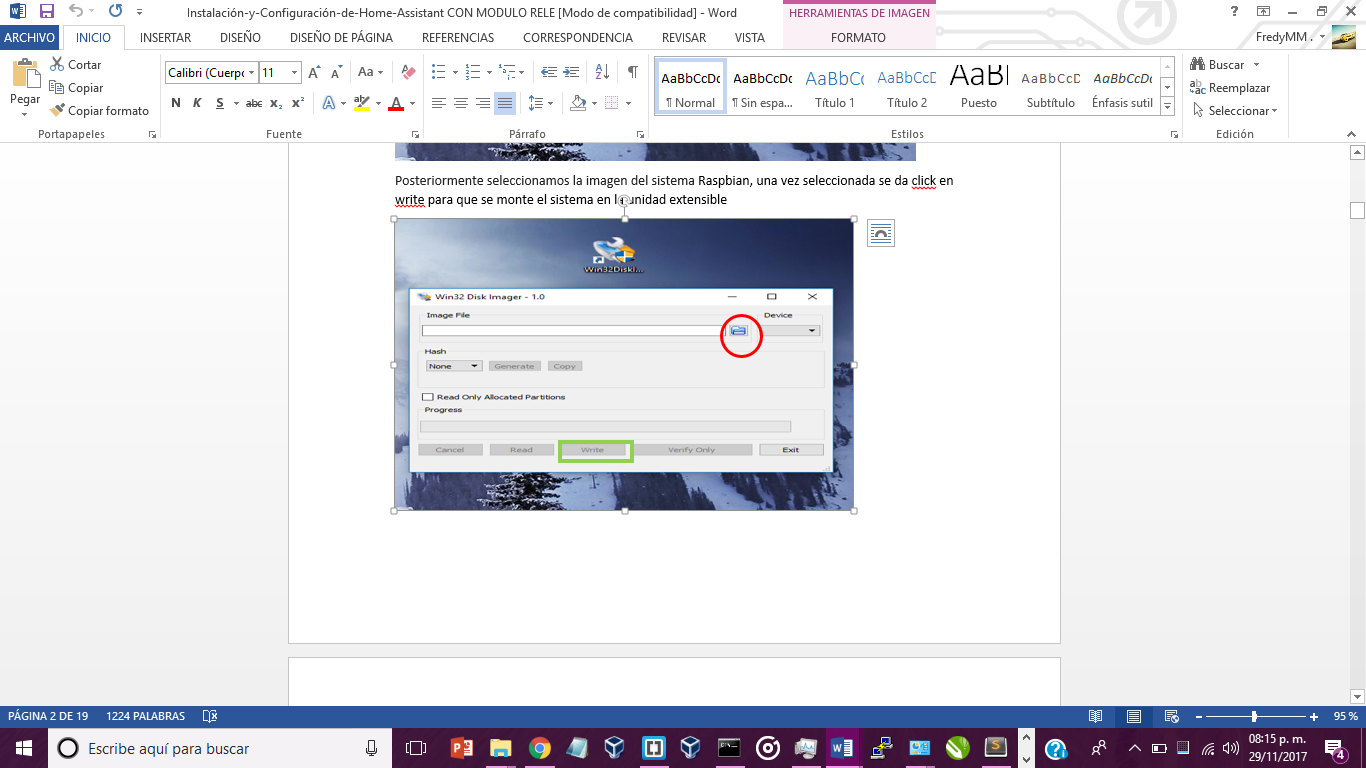 Instalación-y-Configuración-de-Home-Assistant CON MODULO RELE [Modo de compatibilidad] - Word
HERRAMIENTAS DE IMAGEN
ARCHIVO INICIO INSERTAR DISEÑO DISEÑO DE PÁGINA REFERENCIAS CORRESPONDENCIA REVISAR VISTA FORMATO FredyMM .
Pegar
Cortar
Copiar
Copiar formato
Portapapeles
Calibri (Cuerpo 11
N K S abc x₂ x²
Fuente
Párrafo
AaBbCcDc AaBbCcDc AaBbCc AaBbCcD AaBl AaBbCcD AaBbCcDc
¶ Normal ¶ Sin espa... Título 1 Título 2 Puesto Subtítulo Énfasis sutil
Estilos
Buscar
Reemplazar
Seleccionar
Edición
Posteriormente seleccionamos la imagen del sistema Raspbian, una vez seleccionada se da click en
write para que se monte el sistema en la unidad extensible
Win32DiskI...
Win32 Disk Imager - 1.0
Image File Device
Hash
None Generate Copy
Read Only Allocated Partitions
Progress
Cancel Read Write Verify Only Exit
PÁGINA 2 DE 19 1224 PALABRAS 95 %
Escribe aquí para buscar
08:15 p. m.
29/11/2017
4